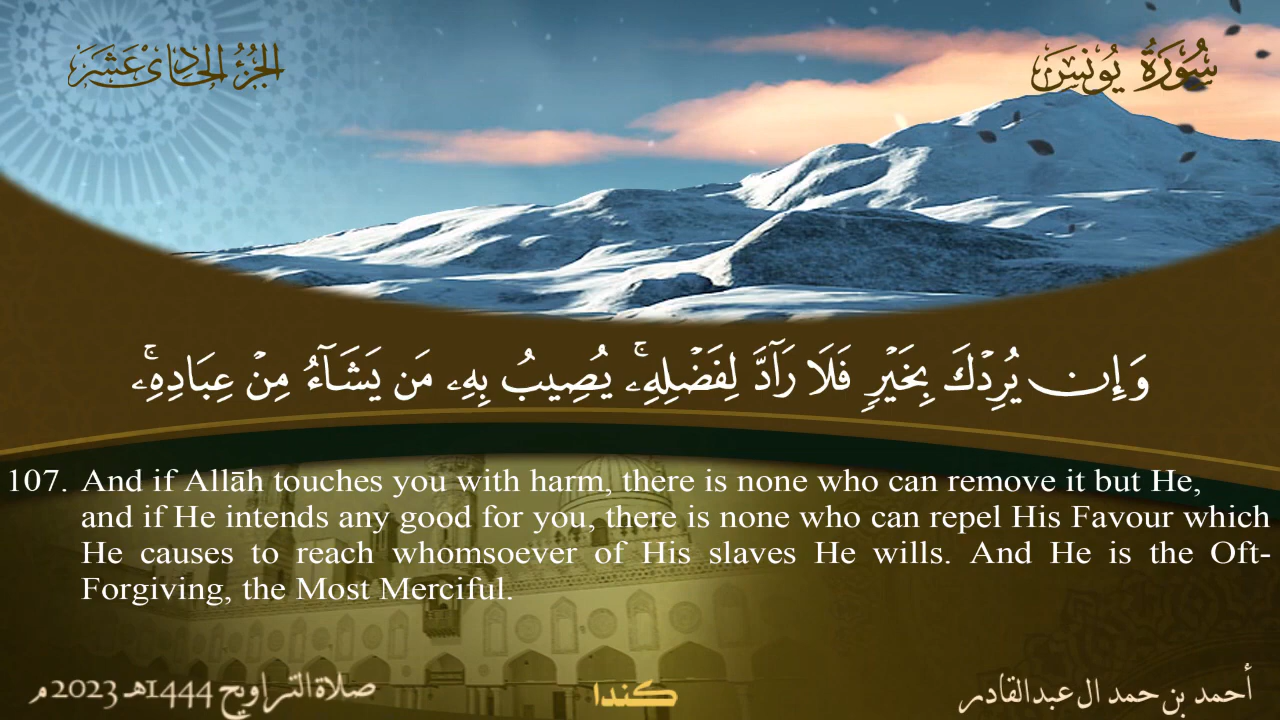 سُورَةُ يُونُسَ
الجُزْءُ الحَادِي عَشَرَ
وَإِن يُرِدْكَ بِخَيْرٍ فَلَا رَآدَّ لِفَضْلِهِۦۚ يُصِيبُ بِهِۦ مَن يَشَآءُ مِنْ عِبَادِهِۦۚ
107. And if Allāh touches you with harm, there is none who can remove it but He,
and if He intends any good for you, there is none who can repel His Favour which
He causes to reach whomsoever of His slaves He wills. And He is the Oft-
Forgiving, the Most Merciful.
أحمد بن حمد ال عبدالقادر
كندا
صلاة التراويح 1444هـ 2023م